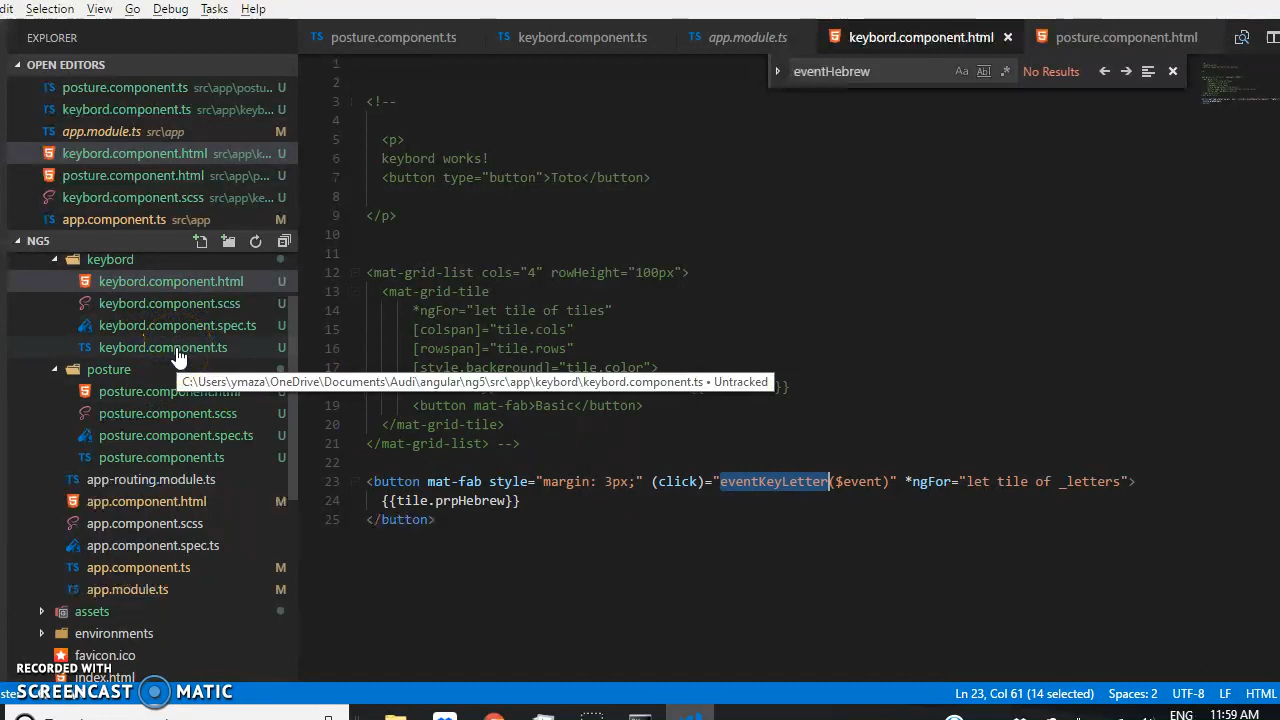 dit Selection View Go Debug Tasks Help
EXPLORER
OPEN EDITORS
posture.component.ts src\app\postu... U
keybord.component.ts src\app\keyb... U
app.module.ts src\app M
keybord.component.html src\app\k... U
posture.component.html src\app\p... U
keybord.component.scss src\app\ke... U
app.component.ts src\app M
NG5
keybord
keybord.component.html U
keybord.component.scss U
keybord.component.spec.ts U
keybord.component.ts U
posture
posture.component.html U
posture.component.scss U
posture.component.spec.ts U
posture.component.ts U
app-routing.module.ts
app.component.html M
app.component.scss
app.component.spec.ts
app.component.ts M
app.module.ts M
assets
environments
favicon.ico
index.html
posture.component.ts keybord.component.ts app.module.ts keybord.component.html posture.component.html
eventHebrew Aa Abl .* No Results
1
2
3 <!--
4
5 <p>
6 keybord works!
7 <button type="button">Toto</button>
8
9 </p>
10
11
12 <mat-grid-list cols="4" rowHeight="100px">
13 <mat-grid-tile
14 *ngFor="let tile of tiles"
15 [colspan]="tile.cols"
16 [rowspan]="tile.rows"
17 [style.background]="tile.color">
C:\Users\ymaza\OneDrive\Documents\Audi\angular\ng5\src\app\keybord\keybord.component.ts • Untracked
}}
19 <button mat-fab>Basic</button>
20 </mat-grid-tile>
21 </mat-grid-list> -->
22
23 <button mat-fab style="margin: 3px;" (click)="eventKeyLetter($event)" *ngFor="let tile of _letters">
24 {{tile.prpHebrew}}
25 </button>
RECORDED WITH
SCREENCAST MATIC
Ln 23, Col 61 (14 selected) Spaces: 2 UTF-8 LF HTML
ENG 11:59 AM